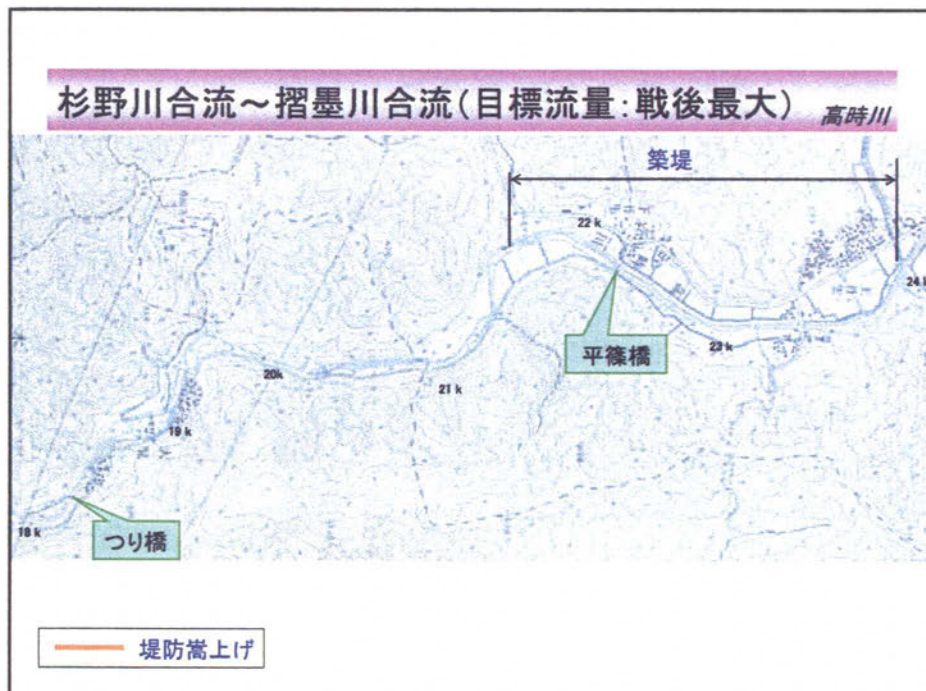 杉野川合流～摺墨川合流(目標流量:戦後最大) 高時川
築堤
22 k
24 k
平篠橋
23 k
20k
21 k
19 k
18 k
つり橋
堤防嵩上げ